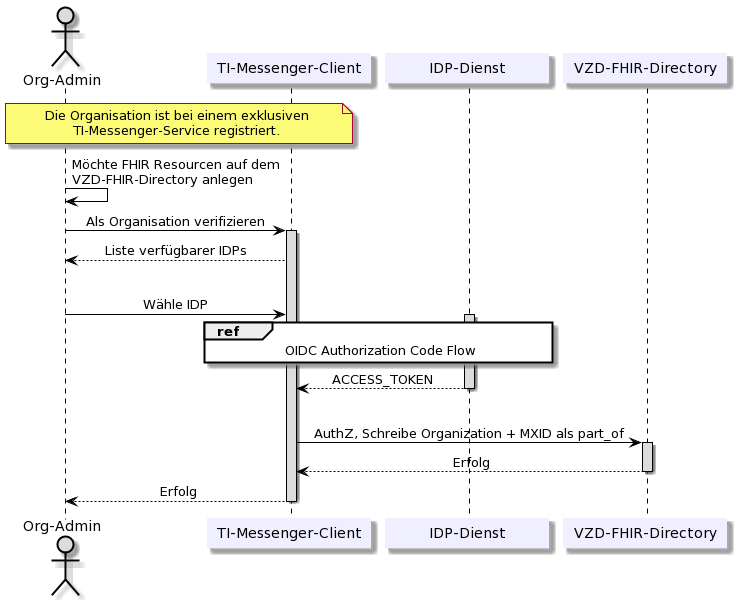 Org-Admin
TI-Messenger-Client
IDP-Dienst
VZD-FHIR-Directory
Die Organisation ist bei einem exklusiven
TI-Messenger-Service registriert.
Möchte FHIR Resourcen auf dem
VZD-FHIR-Directory anlegen
Als Organisation verifizieren
Liste verfügbarer IDPs
Wähle IDP
ref
OIDC Authorization Code Flow
ACCESS_TOKEN
AuthZ, Schreibe Organization + MXID als part_of
Erfolg
Erfolg
Org-Admin
TI-Messenger-Client
IDP-Dienst
VZD-FHIR-Directory